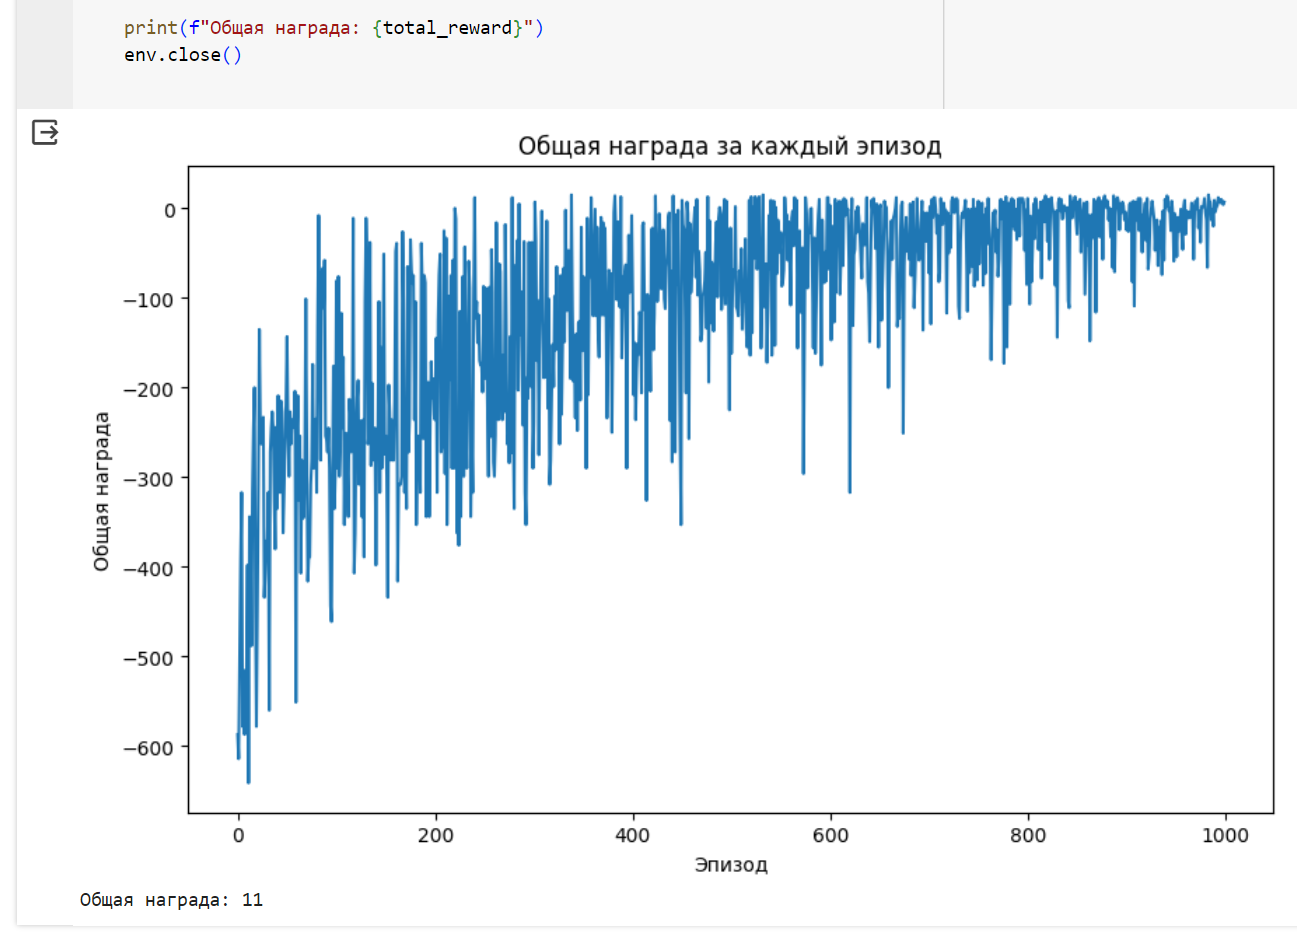 print(f"Общая награда: {total_reward}")
env.close()
Общая награда за каждый эпизод
Общая награда
0
−100
−200
−300
−400
−500
−600
0 200 400 600 800 1000
Эпизод
Общая награда: 11